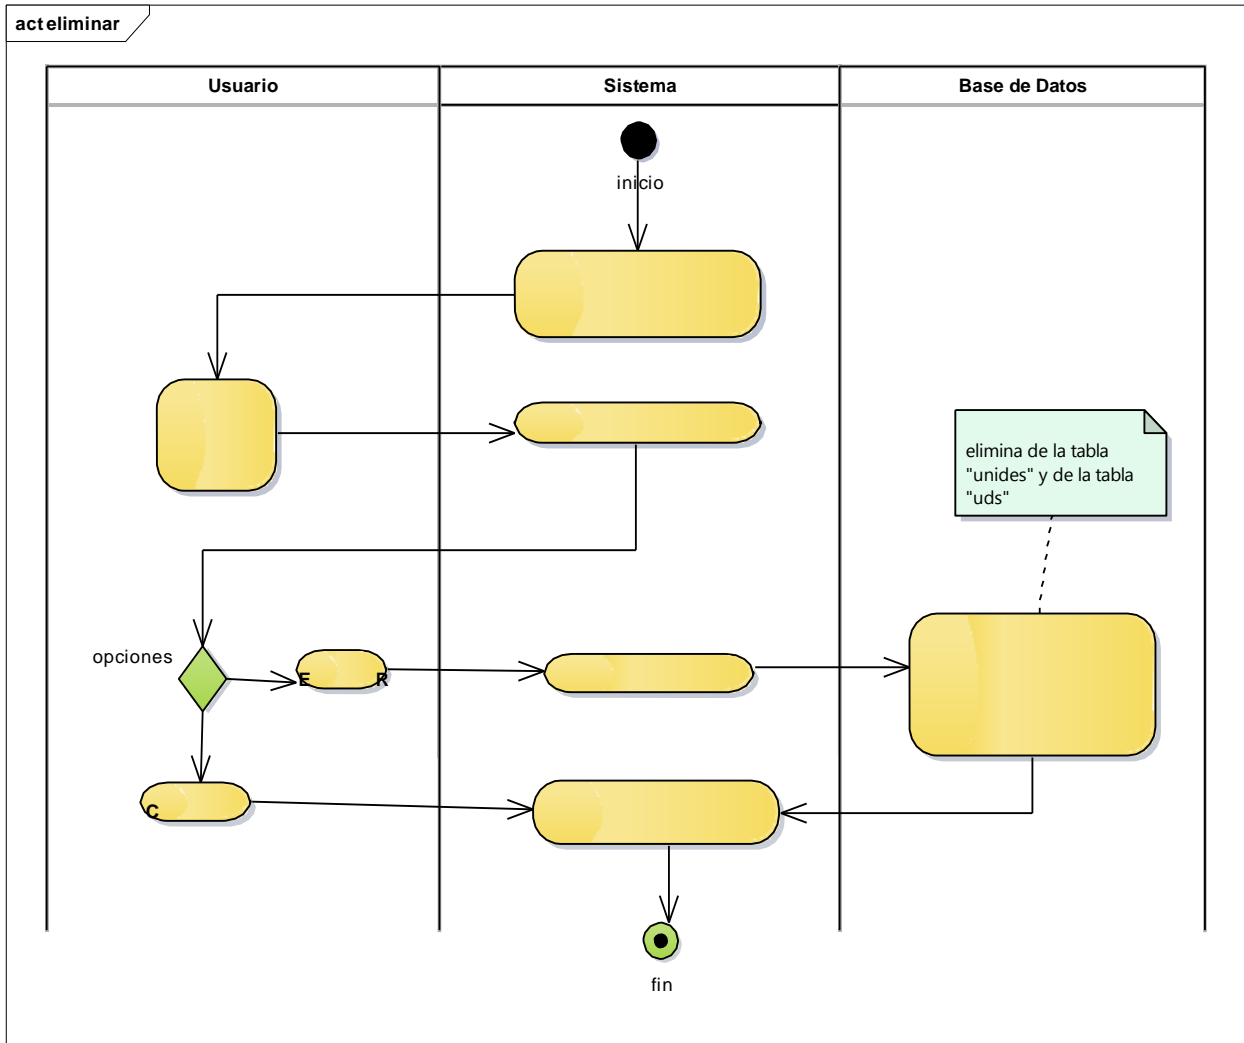 act eliminar
Usuario
Sistema
Base de Datos
inicio
elimina de la tabla
"unides" y de la tabla
"uds"
opciones
E R
C
fin